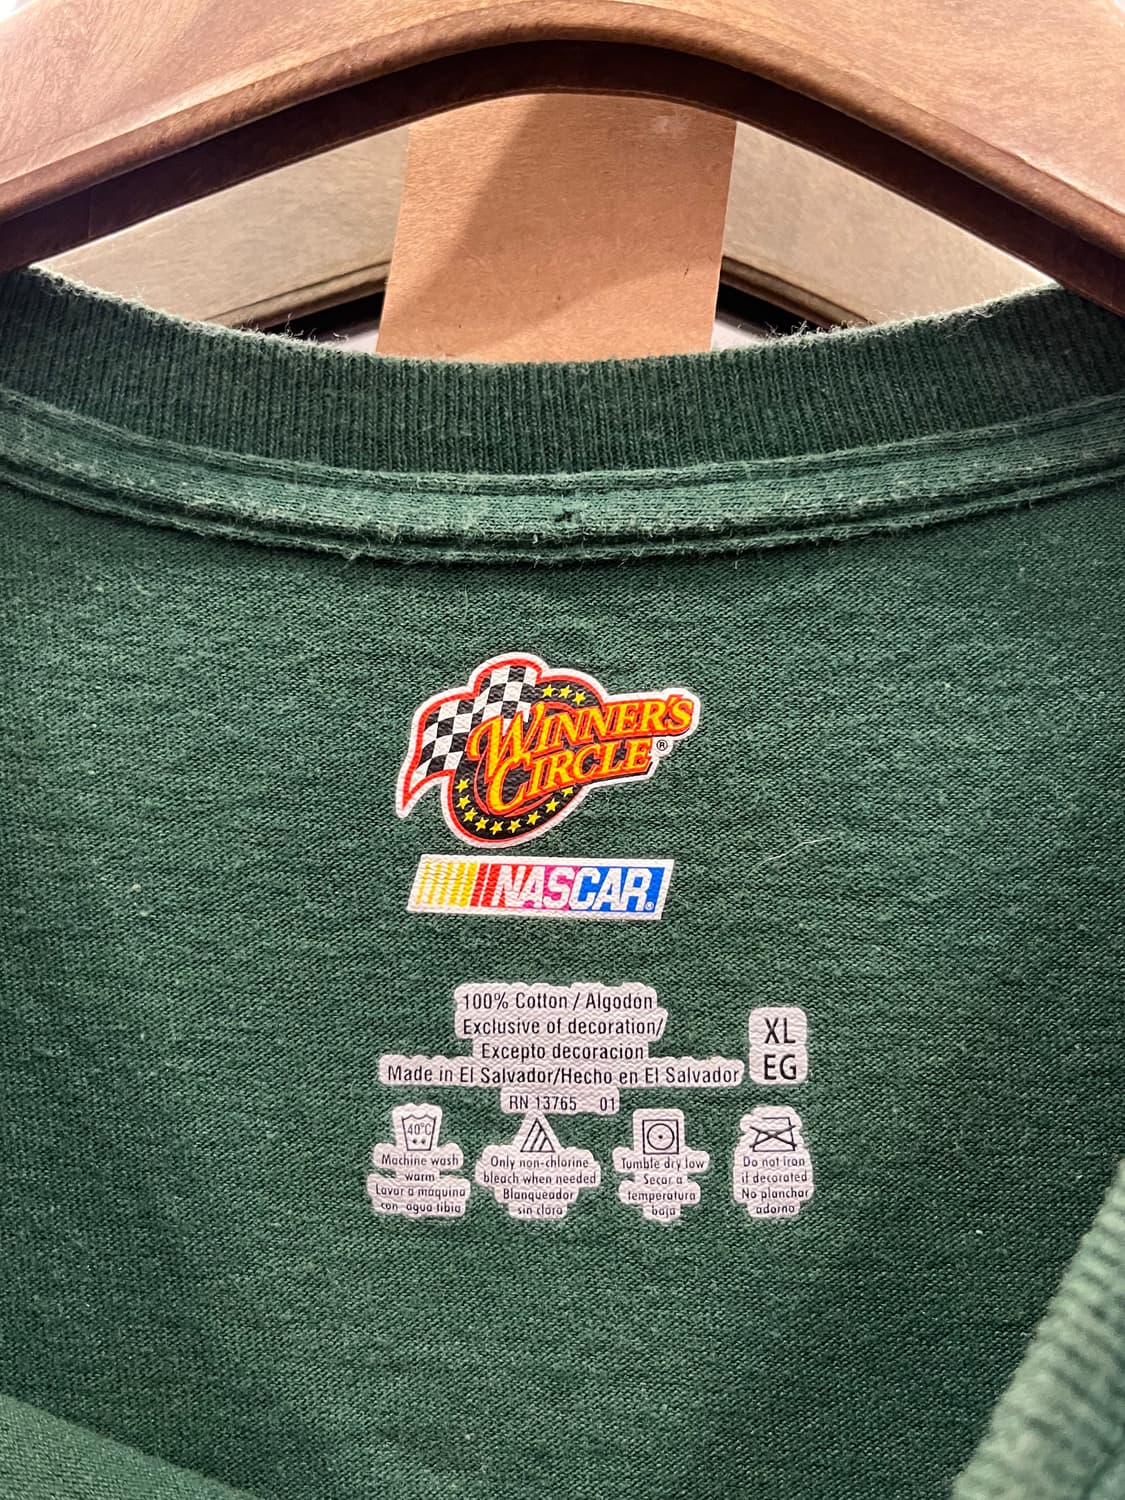 WINNER'S
CIRCLE®
NASCAR®
100% Cotton / Algodón
Exclusive of decoration/
Excepto decoracion
Made in El Salvador/Hecho en El Salvador
RN 13765 01
XL
EG
40°C
Machine wash
warm
Lavar a maquina
con agua tibia
Only non-chlorine
bleach when needed
Blanqueador
sin cloro
Tumble dry low
Secar a
temperatura
baja
Do not iron
if decorated
No planchar
adorno